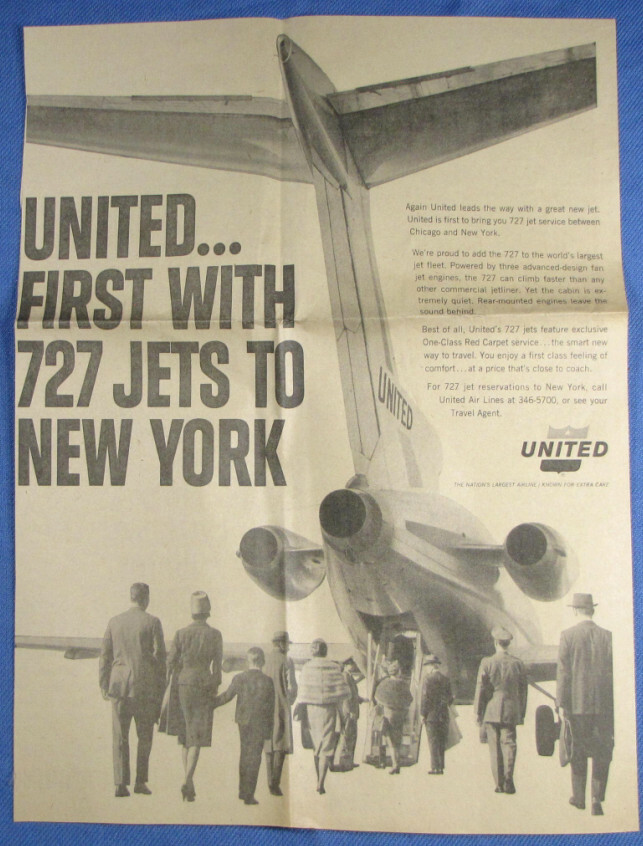 UNITED...
FIRST WITH
727 JETS TO
NEW YORK
Again United leads the way with a great new jet.
United is first to bring you 727 jet service between
Chicago and New York.
We're proud to add the 727 to the world's largest
jet fleet. Powered by three advanced-design fan
jet engines, the 727 can climb faster than any
other commercial jetliner. Yet the cabin is ex-
tremely quiet. Rear-mounted engines leave the
sound behind.
Best of all, United's 727 jets feature exclusive
One-Class Red Carpet service...the smart new
way to travel. You enjoy a first class feeling of
comfort...at a price that's close to coach.
For 727 jet reservations to New York, call
United Air Lines at 346-5700, or see your
Travel Agent.
UNITED
UNITED
THE NATION'S LARGEST AIRLINE, KNOWN FOR EXTRA CARE